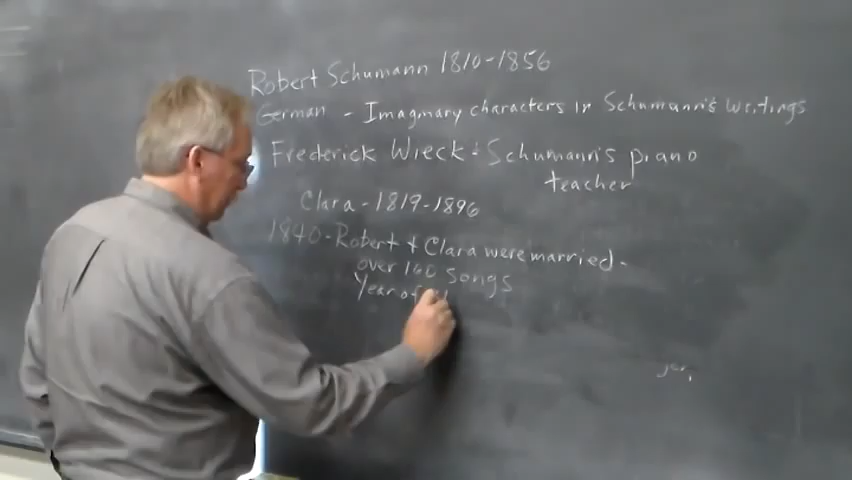 Robert Schumann 1810-1856
German - Imagmary characters in Schumann's writings
Frederick Wieck: Schumann's piano
teacher
Clara - 1819-1896
1840-Robert + Clara were married.
over 160 songs
Year of